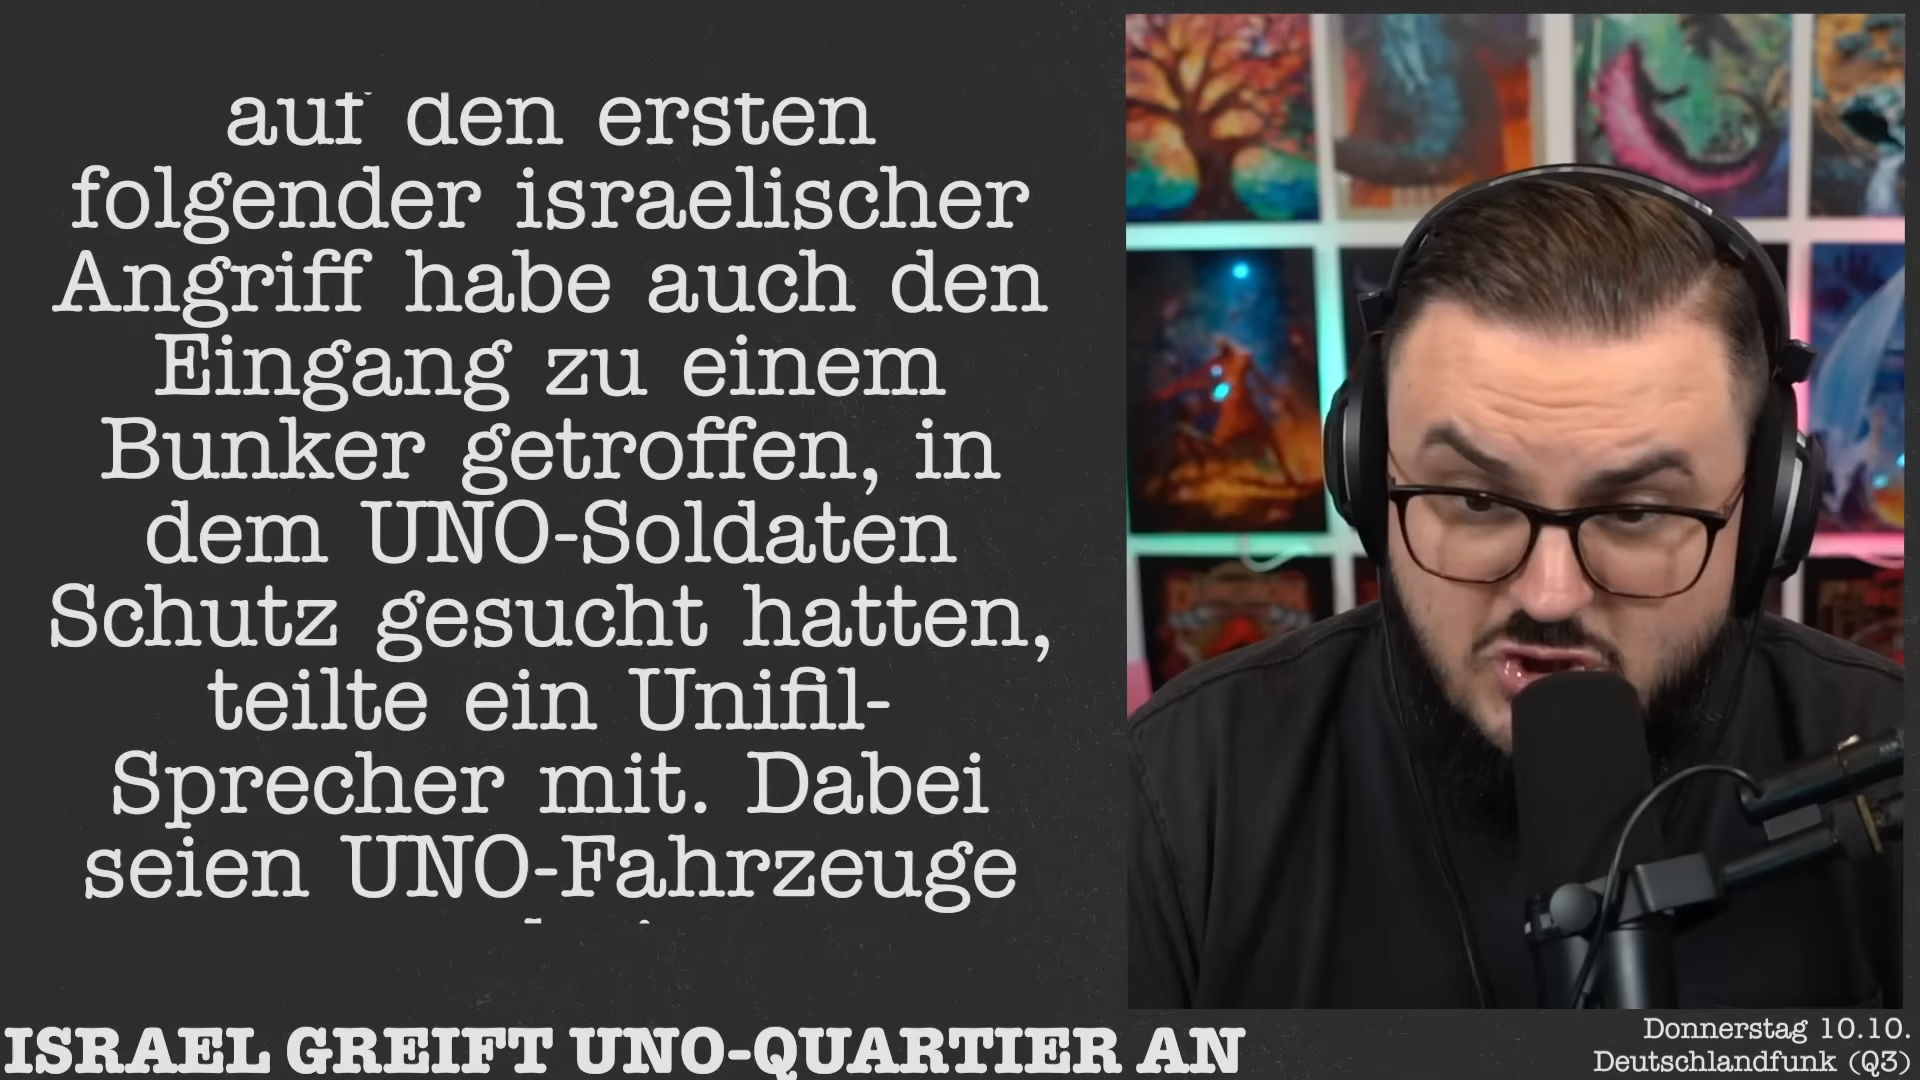 auf den ersten
folgender israelischer
Angriff habe auch den
Eingang zu einem
Bunker getroffen, in
dem UNO-Soldaten
Schutz gesucht hatten,
teilte ein Unifil-
Sprecher mit. Dabei
seien UNO-Fahrzeuge
ISRAEL GREIFT UNO-QUARTIER AN
Donnerstag 10.10.
Deutschlandfunk (Q3)